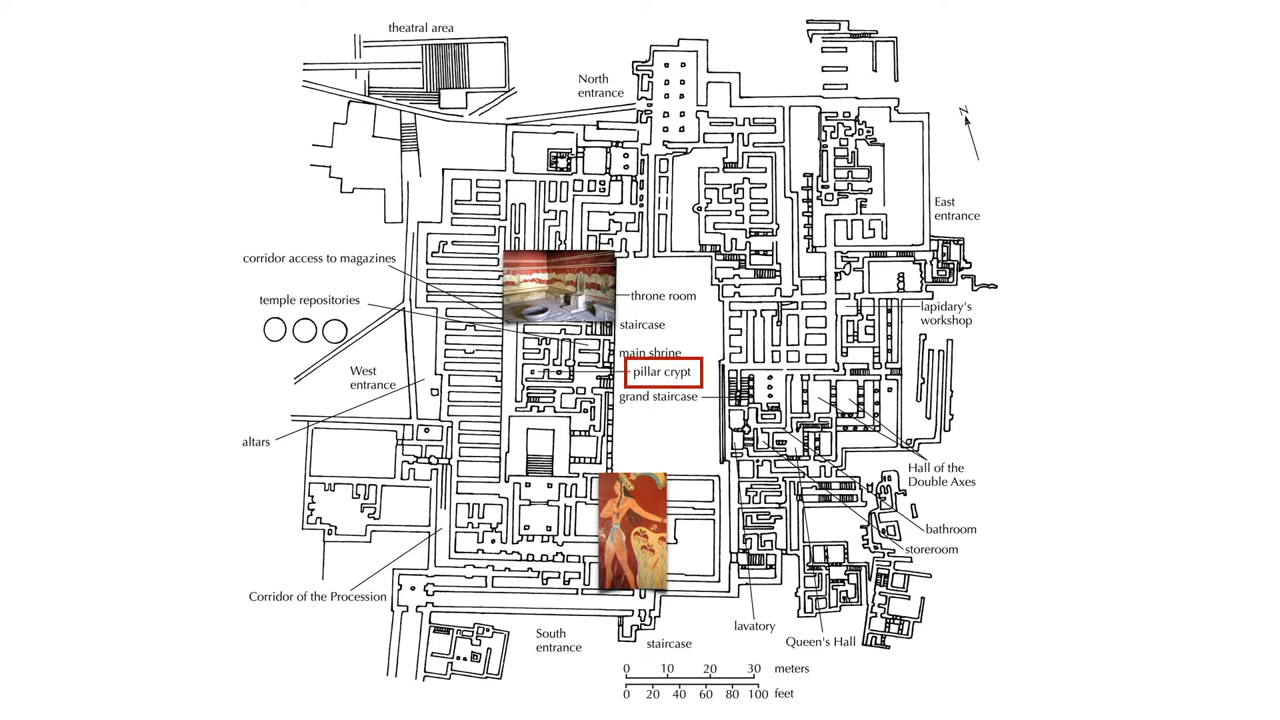 theatral area
North
entrance
N
East
entrance
corridor access to magazines
temple repositories
throne room
lapidary's
workshop
staircase
main shrine
pillar crypt
West
entrance
grand staircase
altars
Hall of the
Double Axes
bathroom
storeroom
Corridor of the Procession
lavatory
Queen's Hall
South
entrance
staircase
0 10 20 30 meters
0 20 40 60 80 100 feet